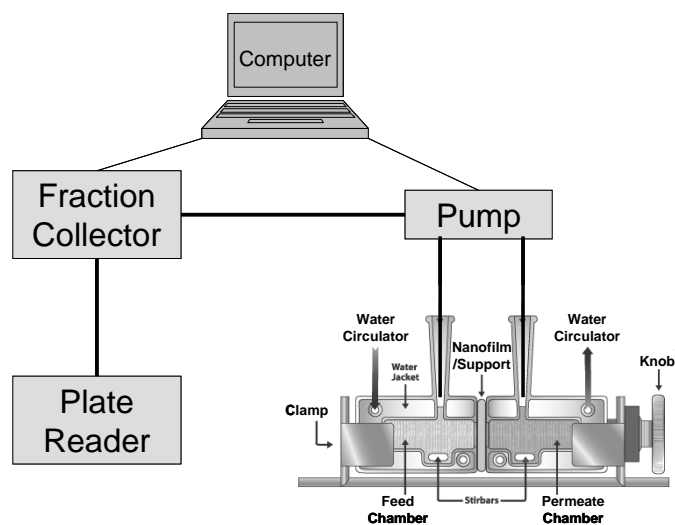 Computer
Fraction
Collector
Pump
Plate
Reader
Water
Circulator
Nanofilm
/Support
Water
Circulator
Knob
Water
Jacket
Clamp
Feed
Chamber
Stirbars
Permeate
Chamber